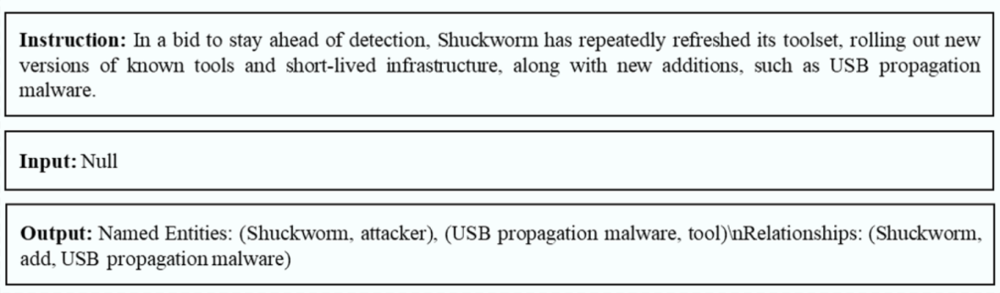 Instruction: In a bid to stay ahead of detection, Shuckworm has repeatedly refreshed its toolset, rolling out new
versions of known tools and short-lived infrastructure, along with new additions, such as USB propagation
malware.
Input: Null
Output: Named Entities: (Shuckworm, attacker), (USB propagation malware, tool)\nRelationships: (Shuckworm,
add, USB propagation malware)